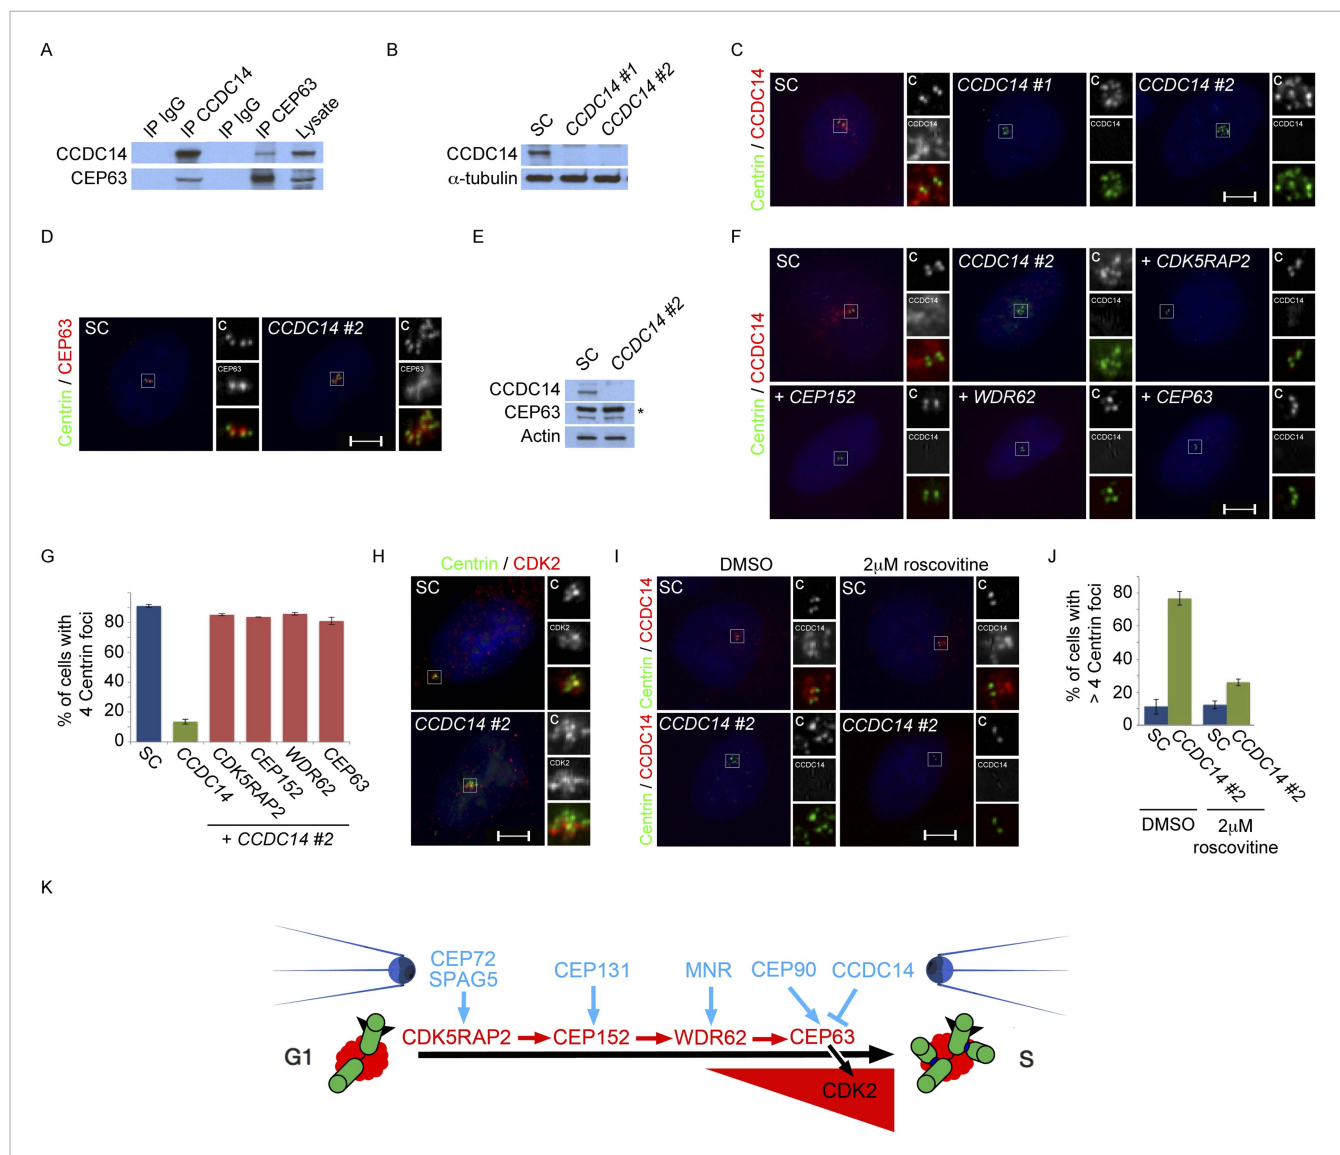 A
IP IgG
IP CCDC14
IP IgG
IP CEP63
Lysate
CCDC14
CEP63
B
SC
CCDC14 #1
CCDC14 #2
CCDC14
α-tubulin
C
Centrin / CCDC14
SC
C
CCDC14
CCDC14 #1
C
CCDC14
CCDC14 #2
C
CCDC14
D
Centrin / CEP63
SC
C
CEP63
CCDC14 #2
C
CEP63
E
SC
CCDC14 #2
CCDC14
CEP63
*
Actin
F
Centrin / CCDC14
SC
C
CCDC14
CCDC14 #2
C
CCDC14
+ CDK5RAP2
C
CCDC14
+ CEP152
C
CCDC14
+ WDR62
C
CCDC14
+ CEP63
C
CCDC14
G
% of cells with
4 Centrin foci
80
60
40
20
0
SC
CCDC14
CDK5RAP2
CEP152
WDR62
CEP63
+ CCDC14 #2
H
Centrin / CDK2
SC
C
CDK2
CCDC14 #2
C
CDK2
I
DMSO
2μM roscovitine
Centrin / CCDC14
SC
C
CCDC14
SC
C
CCDC14
Centrin / CCDC14
CCDC14 #2
C
CCDC14
CCDC14 #2
C
CCDC14
J
% of cells with
> 4 Centrin foci
80
60
40
20
0
SC
CCDC14 #2
SC
CCDC14 #2
DMSO
2μM
roscovitine
K
CEP72
SPAG5
CEP131
MNR
CEP90
CCDC14
CDK5RAP2
CEP152
WDR62
CEP63
G1
S
CDK2